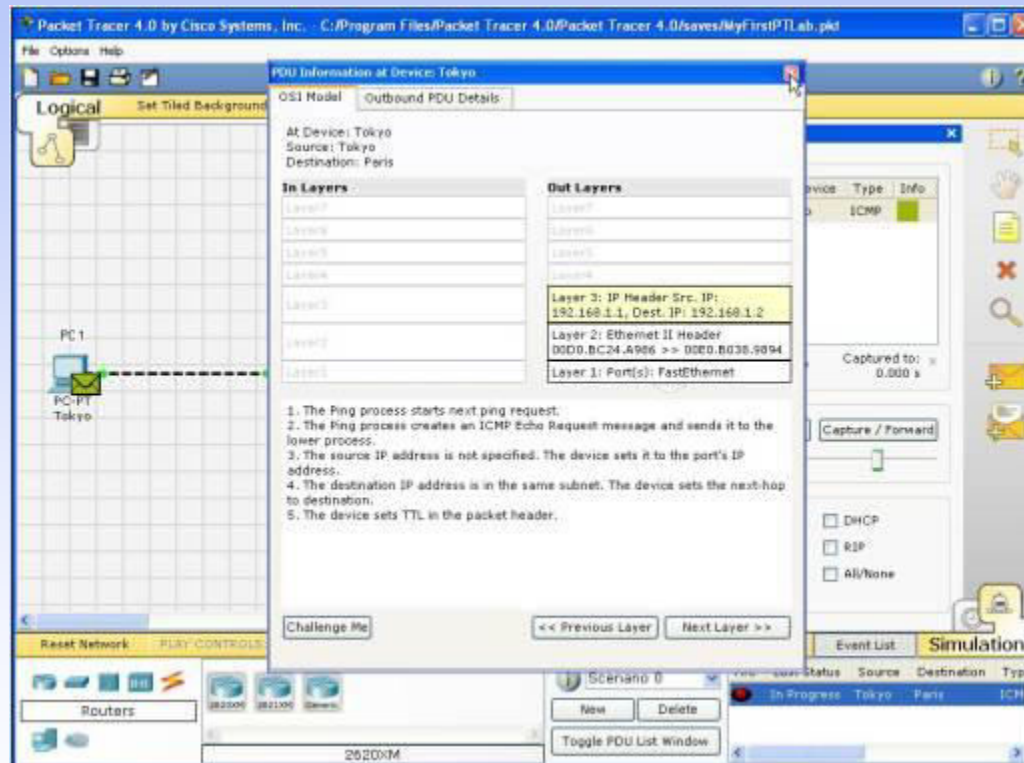 Packet Tracer 4.0 by Cisco Systems, Inc. - C:/Program Files/Packet Tracer 4.0/Packet Tracer 4.0/saves/MyFirstPTLab.pkt
File Options Help
PDU Information at Device: Tokyo
Logical
Set Tiled Background
OSI Model
Outbound PDU Details
At Device: Tokyo
Source: Tokyo
Destination: Paris
In Layers
Out Layers
Layer7
Layer6
Layer5
Layer4
Layer3
Layer2
Layer1
Layer7
Layer6
Layer5
Layer4
Layer 3: IP Header Src. IP:
192.168.1.1, Dest. IP: 192.168.1.2
Layer 2: Ethernet II Header
00D0.BC24.A986 >> 00E0.B038.9894
Layer 1: Port(s): FastEthernet
1. The Ping process starts next ping request.
2. The Ping process creates an ICMP Echo Request message and sends it to the
lower process.
3. The source IP address is not specified. The device sets it to the port's IP
address.
4. The destination IP address is in the same subnet. The device sets the next-hop
to destination.
5. The device sets TTL in the packet header.
Challenge Me
<< Previous Layer
Next Layer >>
PC 1
PC-PT
Tokyo
Type Info
ICMP
Captured to:
0.000 s
Capture / Forward
DHCP
RIP
All/None
Reset Network
PLAY CONTROLS:
Event List
Simulation
Scenario 0
New
Delete
Toggle PDU List Window
Status Source Destination
In Progress Tokyo Paris
Routers
2620XM 2621XM Generic
2620XM